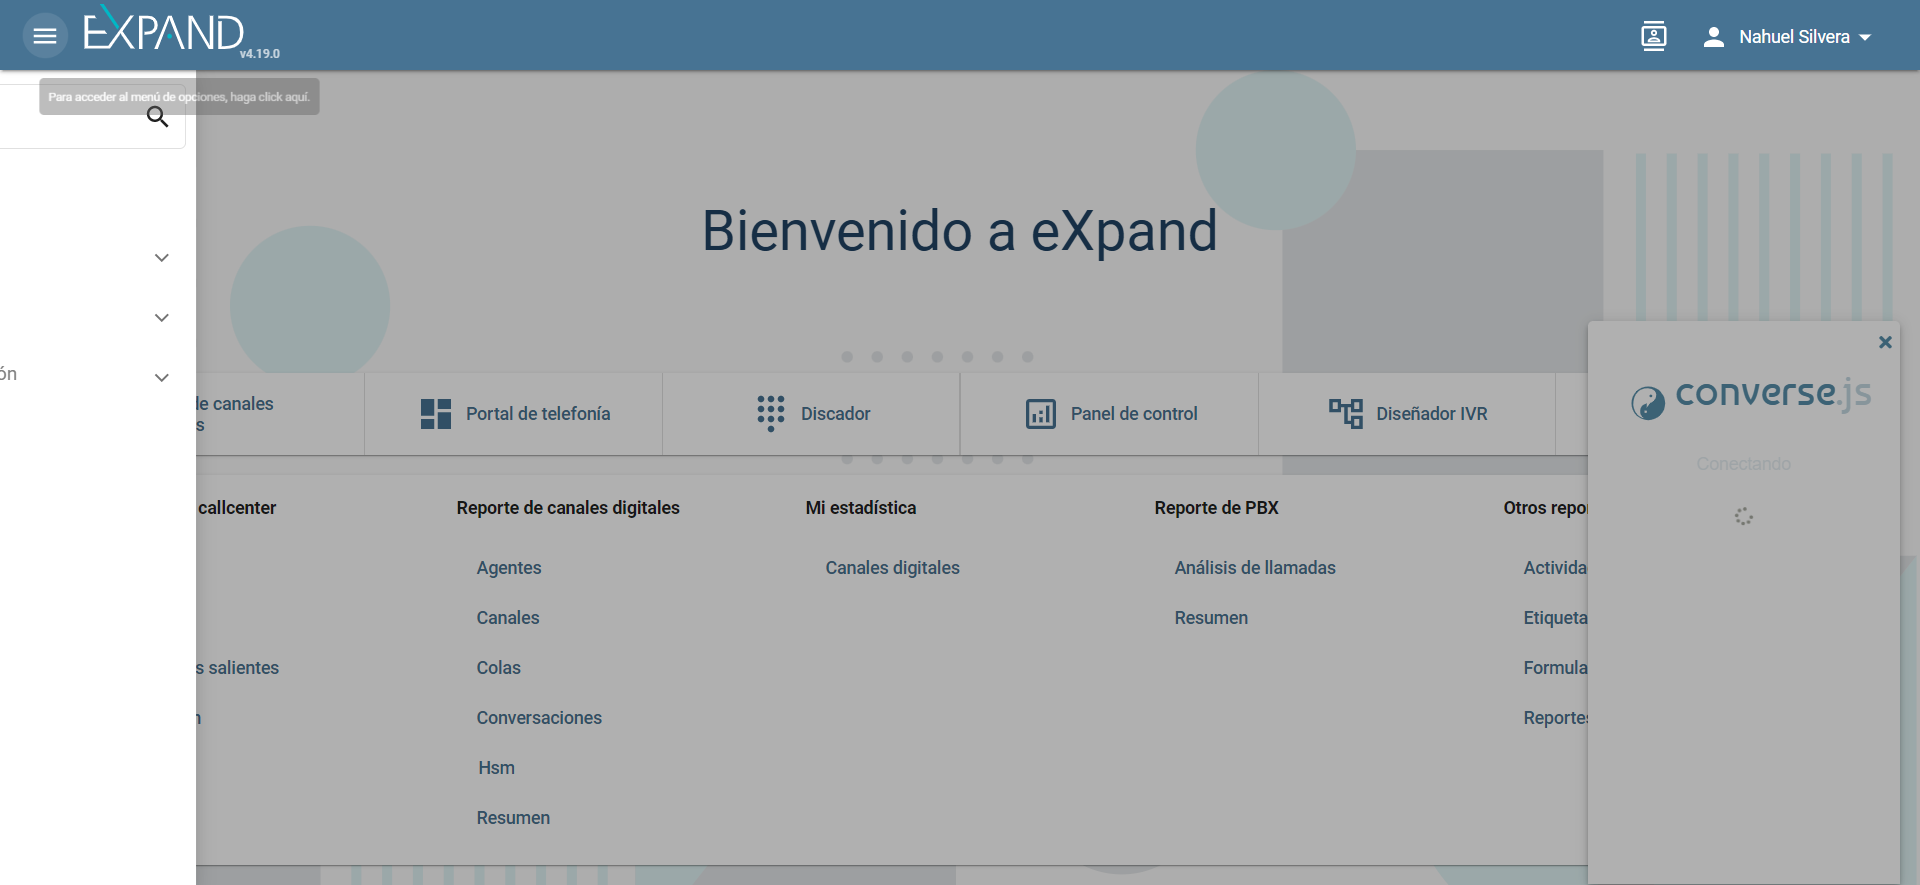 EXPAND
v4.19.0
Nahuel Silvera
Para acceder al menú de opciones, haga click aquí.
Bienvenido a eXpand
ón
de canales
s
Portal de telefonía
Discador
Panel de control
Diseñador IVR
converse.js
Conectando
callcenter
Reporte de canales digitales
Mi estadística
Reporte de PBX
Otros repo
Agentes
Canales digitales
Análisis de llamadas
Activida
Canales
Resumen
Etiqueta
s salientes
Colas
Formula
n
Conversaciones
Reportes
Hsm
Resumen